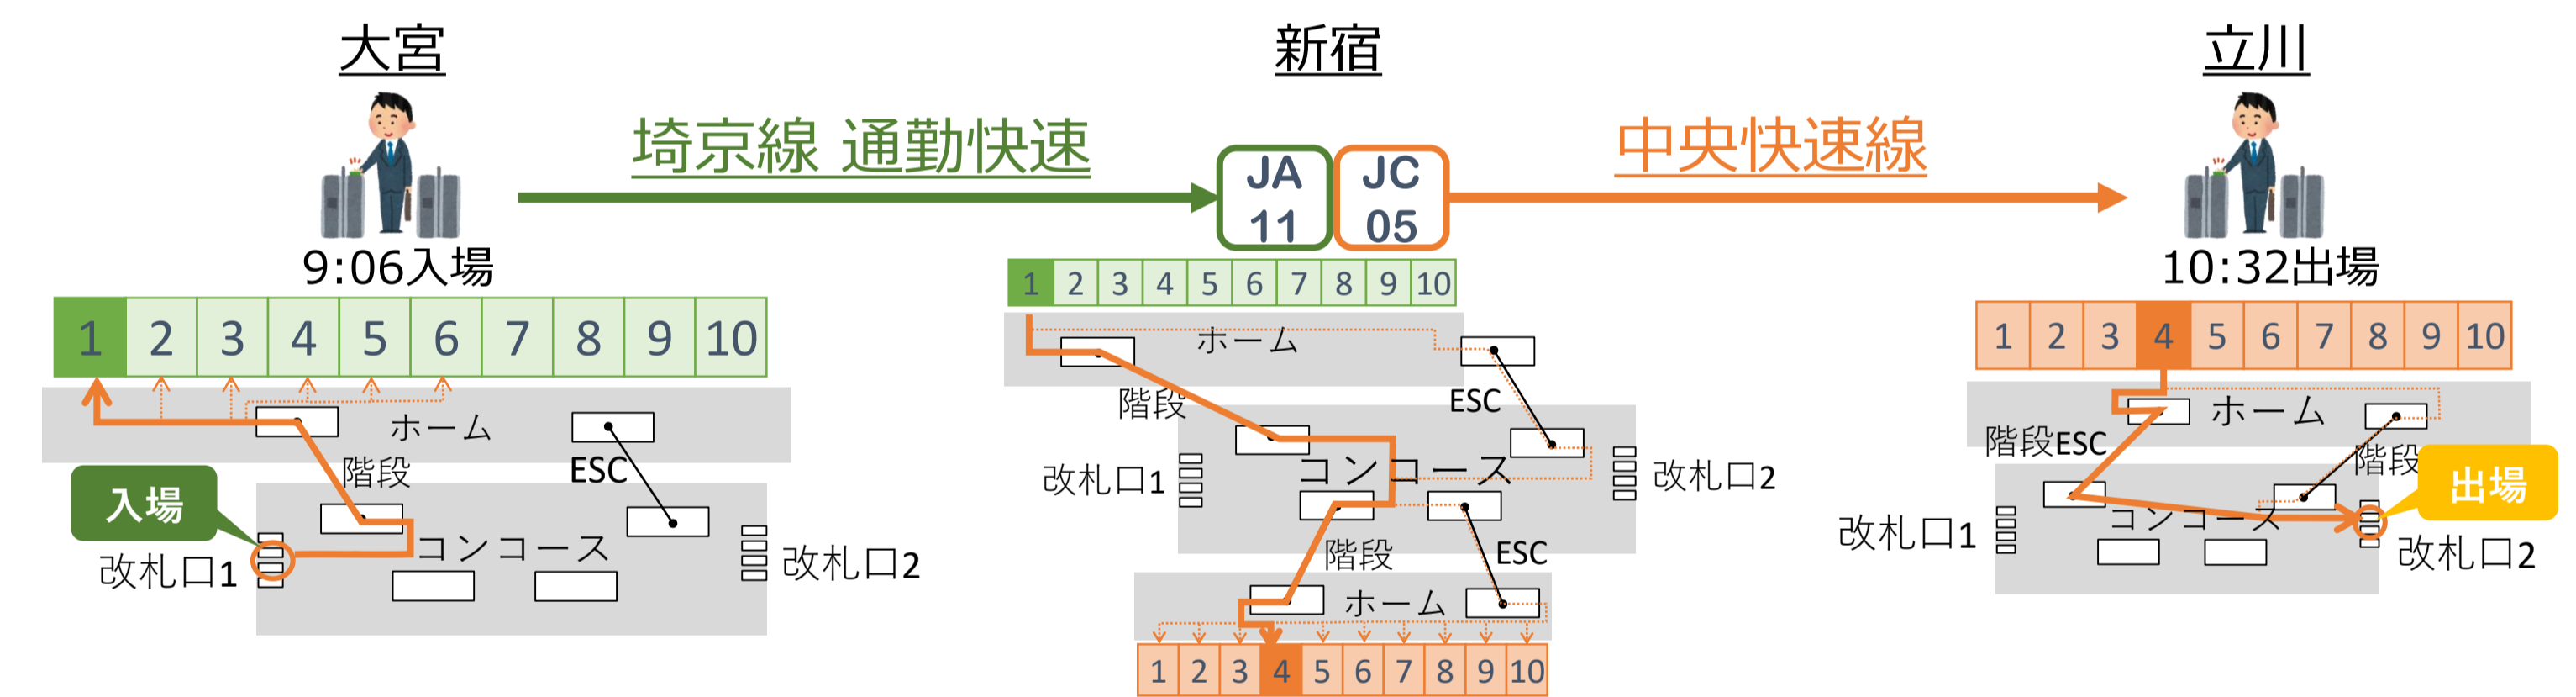 大宮
新宿
立川
埼京線 通勤快速
中央快速線
JA
11
JC
05
9:06入場
10:32出場
1 2 3 4 5 6 7 8 9 10
ホーム
階段
ESC
入場
改札口1
コンコース
改札口2
1 2 3 4 5 6 7 8 9 10
ホーム
階段
ESC
改札口1
コンコース
改札口2
階段
ESC
ホーム
1 2 3 4 5 6 7 8 9 10
1 2 3 4 5 6 7 8 9 10
ホーム
階段ESC
階段
出場
改札口1
コンコース
改札口2